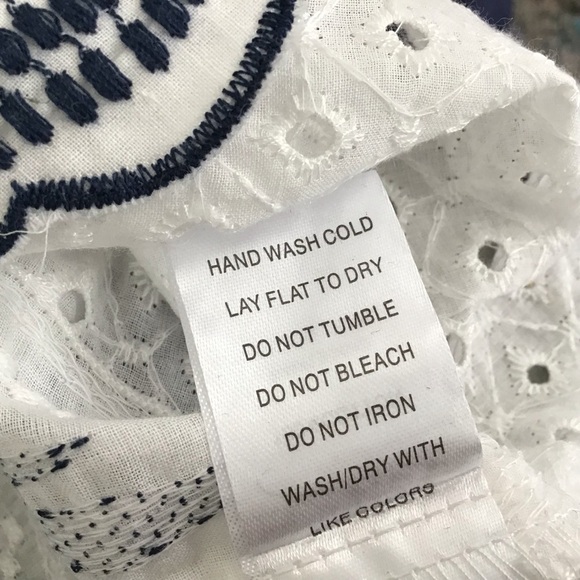 HAND WASH COLD
LAY FLAT TO DRY
DO NOT TUMBLE
DO NOT BLEACH
DO NOT IRON
WASH/DRY WITH
LIKE COLORS